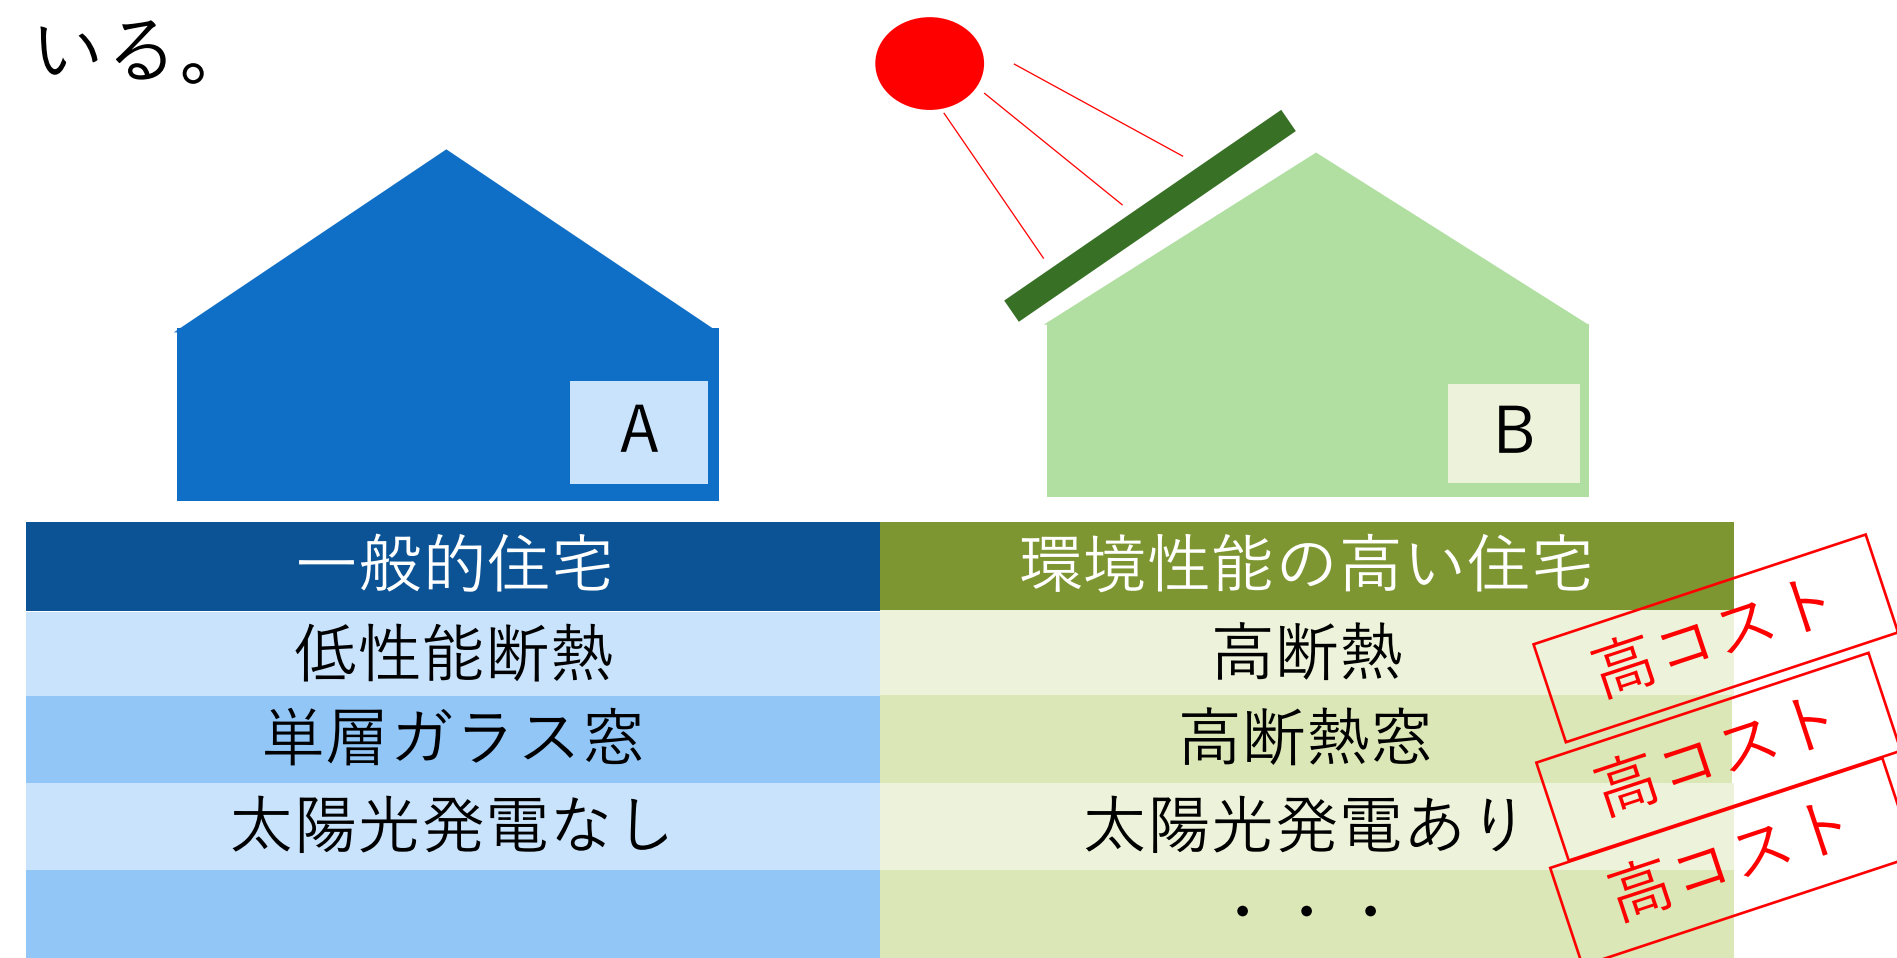 いる。
A
B
一般的住宅
環境性能の高い住宅
低性能断熱
高断熱
高コスト
単層ガラス窓
高断熱窓
高コスト
太陽光発電なし
太陽光発電あり
高コスト
・・・